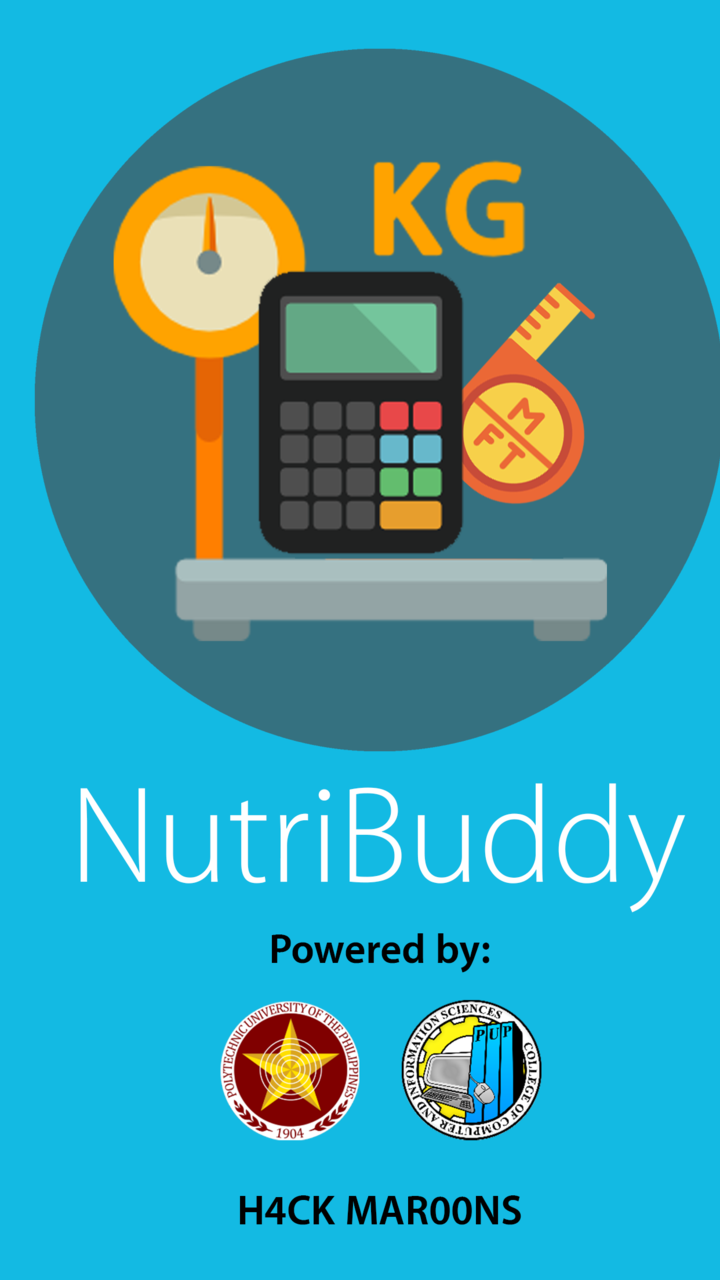 KG
M
FT
NutriBuddy
Powered by:
POLYTECHNIC UNIVERSITY OF THE PHILIPPINES
1904
COLLEGE OF COMPUTER AND INFORMATION SCIENCES
PUP
H4CK MAR00NS